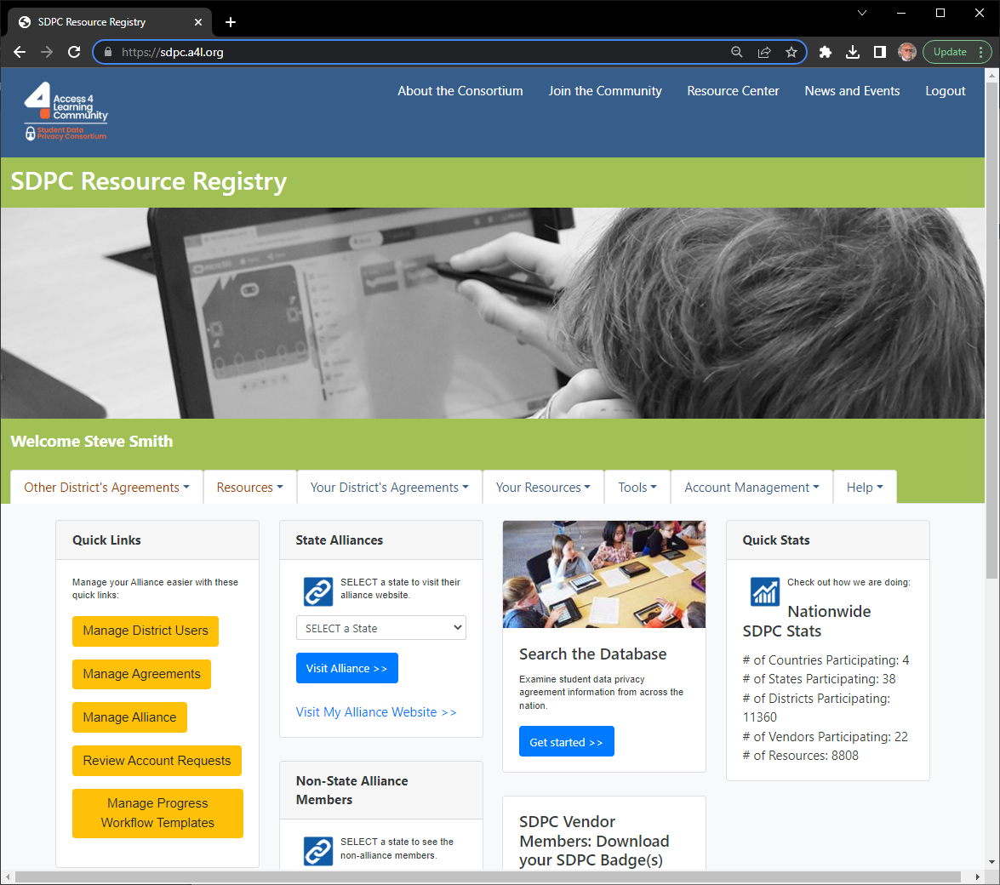 SDPC Resource Registry
https://sdpc.a4l.org
Update
4
Access 4
Learning
Community
Student Data
Privacy Consortium
About the Consortium
Join the Community
Resource Center
News and Events
Logout
SDPC Resource Registry
Welcome Steve Smith
Other District's Agreements
Resources
Your District's Agreements
Your Resources
Tools
Account Management
Help
Quick Links
Manage your Alliance easier with these
quick links:
Manage District Users
Manage Agreements
Manage Alliance
Review Account Requests
Manage Progress
Workflow Templates
State Alliances
SELECT a state to visit their
alliance website.
SELECT a State
Visit Alliance >>
Visit My Alliance Website >>
Non-State Alliance
Members
SELECT a state to see the
non-alliance members.
Search the Database
Examine student data privacy
agreement information from across the
nation.
Get started >>
SDPC Vendor
Members: Download
your SDPC Badge(s)
Quick Stats
Check out how we are doing:
Nationwide
SDPC Stats
# of Countries Participating: 4
# of States Participating: 38
# of Districts Participating:
11360
# of Vendors Participating: 22
# of Resources: 8808